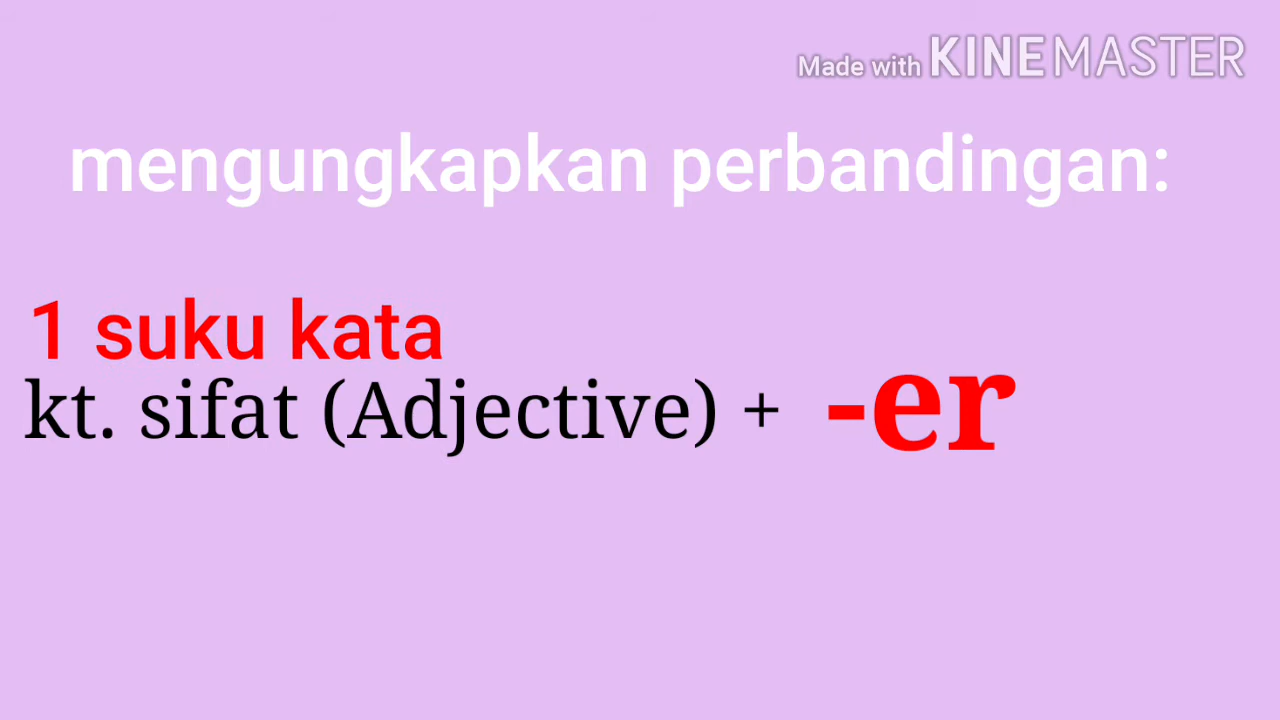 Made with KINEMASTER
mengungkapkan perbandingan:
1 suku kata
kt. sifat (Adjective) + -er